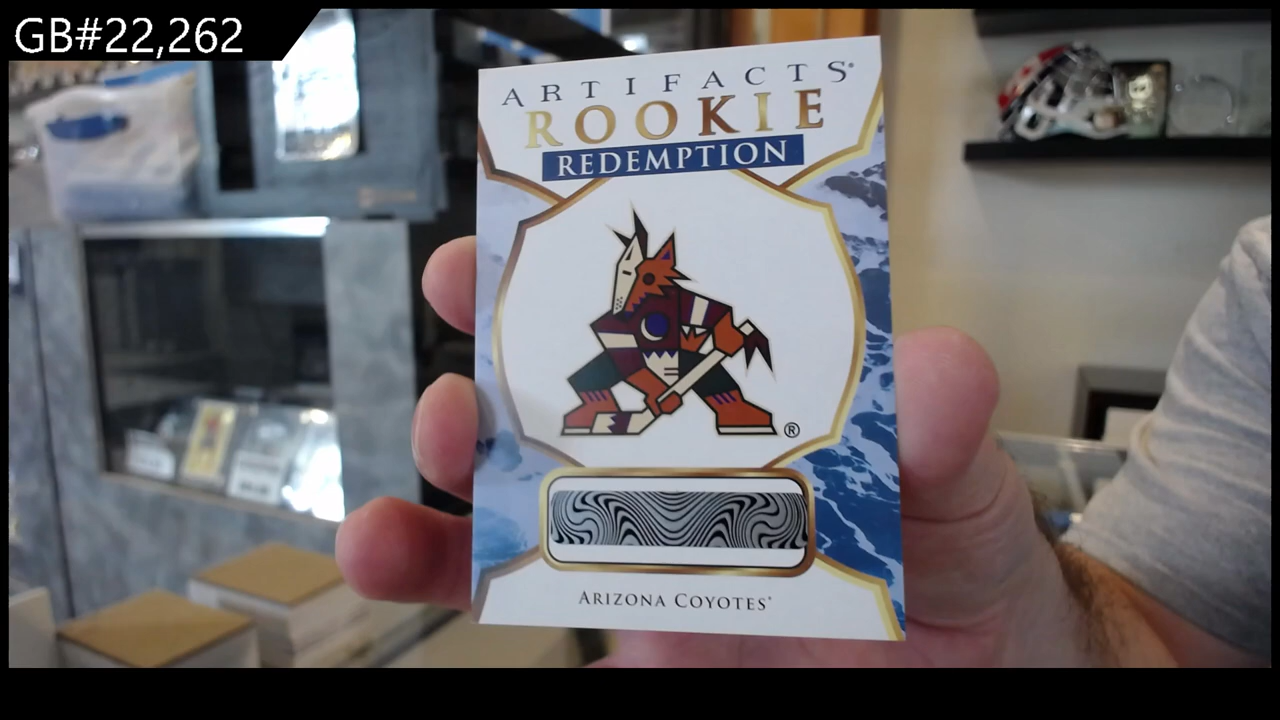 GB#22,262
ARTIFACTS
ROOKIE
REDEMPTION
®
ARIZONA COYOTES